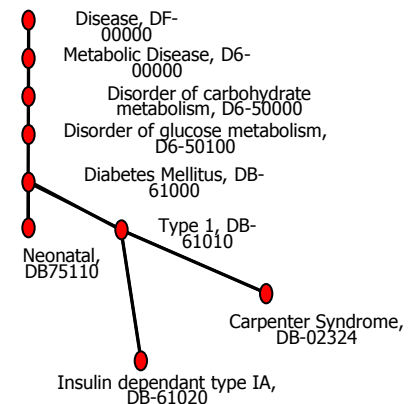 Disease, DF-
00000
Metabolic Disease, D6-
00000
Disorder of carbohydrate
metabolism, D6-50000
Disorder of glucose metabolism,
D6-50100
Diabetes Mellitus, DB-
61000
Type 1, DB-
61010
Neonatal,
DB75110
Carpenter Syndrome,
DB-02324
Insulin dependant type IA,
DB-61020